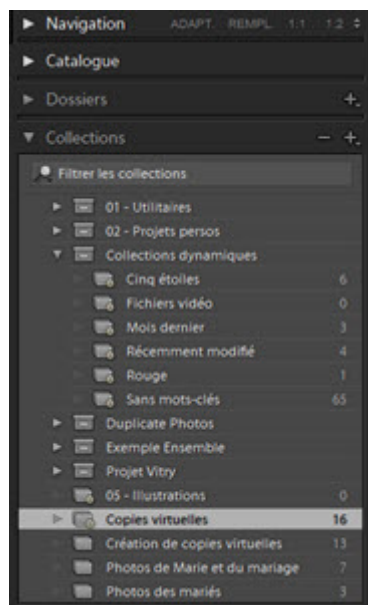 Navigation ADAPT. REMPL. 1:1 1:2
Catalogue
Dossiers
Collections
Filtrer les collections
01 - Utilitaires
02 - Projets persos
Collections dynamiques
Cinq étoiles 6
Fichiers vidéo 0
Mois dernier 3
Récemment modifié 4
Rouge 1
Sans mots-clés 65
Duplicate Photos
Exemple Ensemble
Projet Vitry
05 - Illustrations 0
Copies virtuelles 16
Création de copies virtuelles 13
Photos de Marie et du mariage 7
Photos des mariés 3